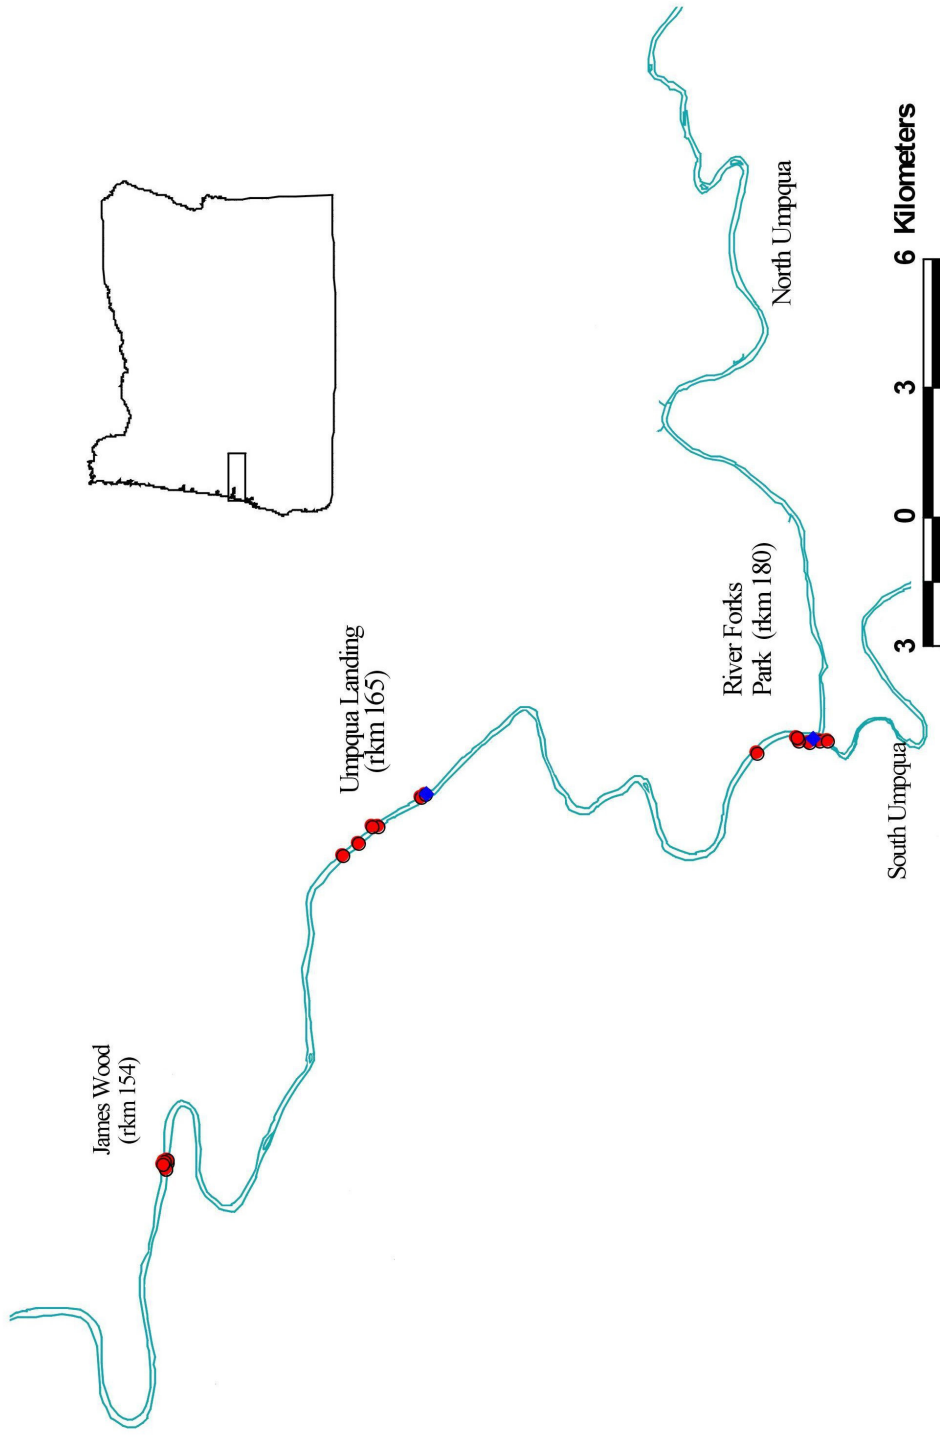 James Wood
(rkm 154)
Umpqua Landing
(rkm 165)
River Forks
Park (rkm 180)
North Umpqua
South Umpqua
3 0 3 6 Kilometers